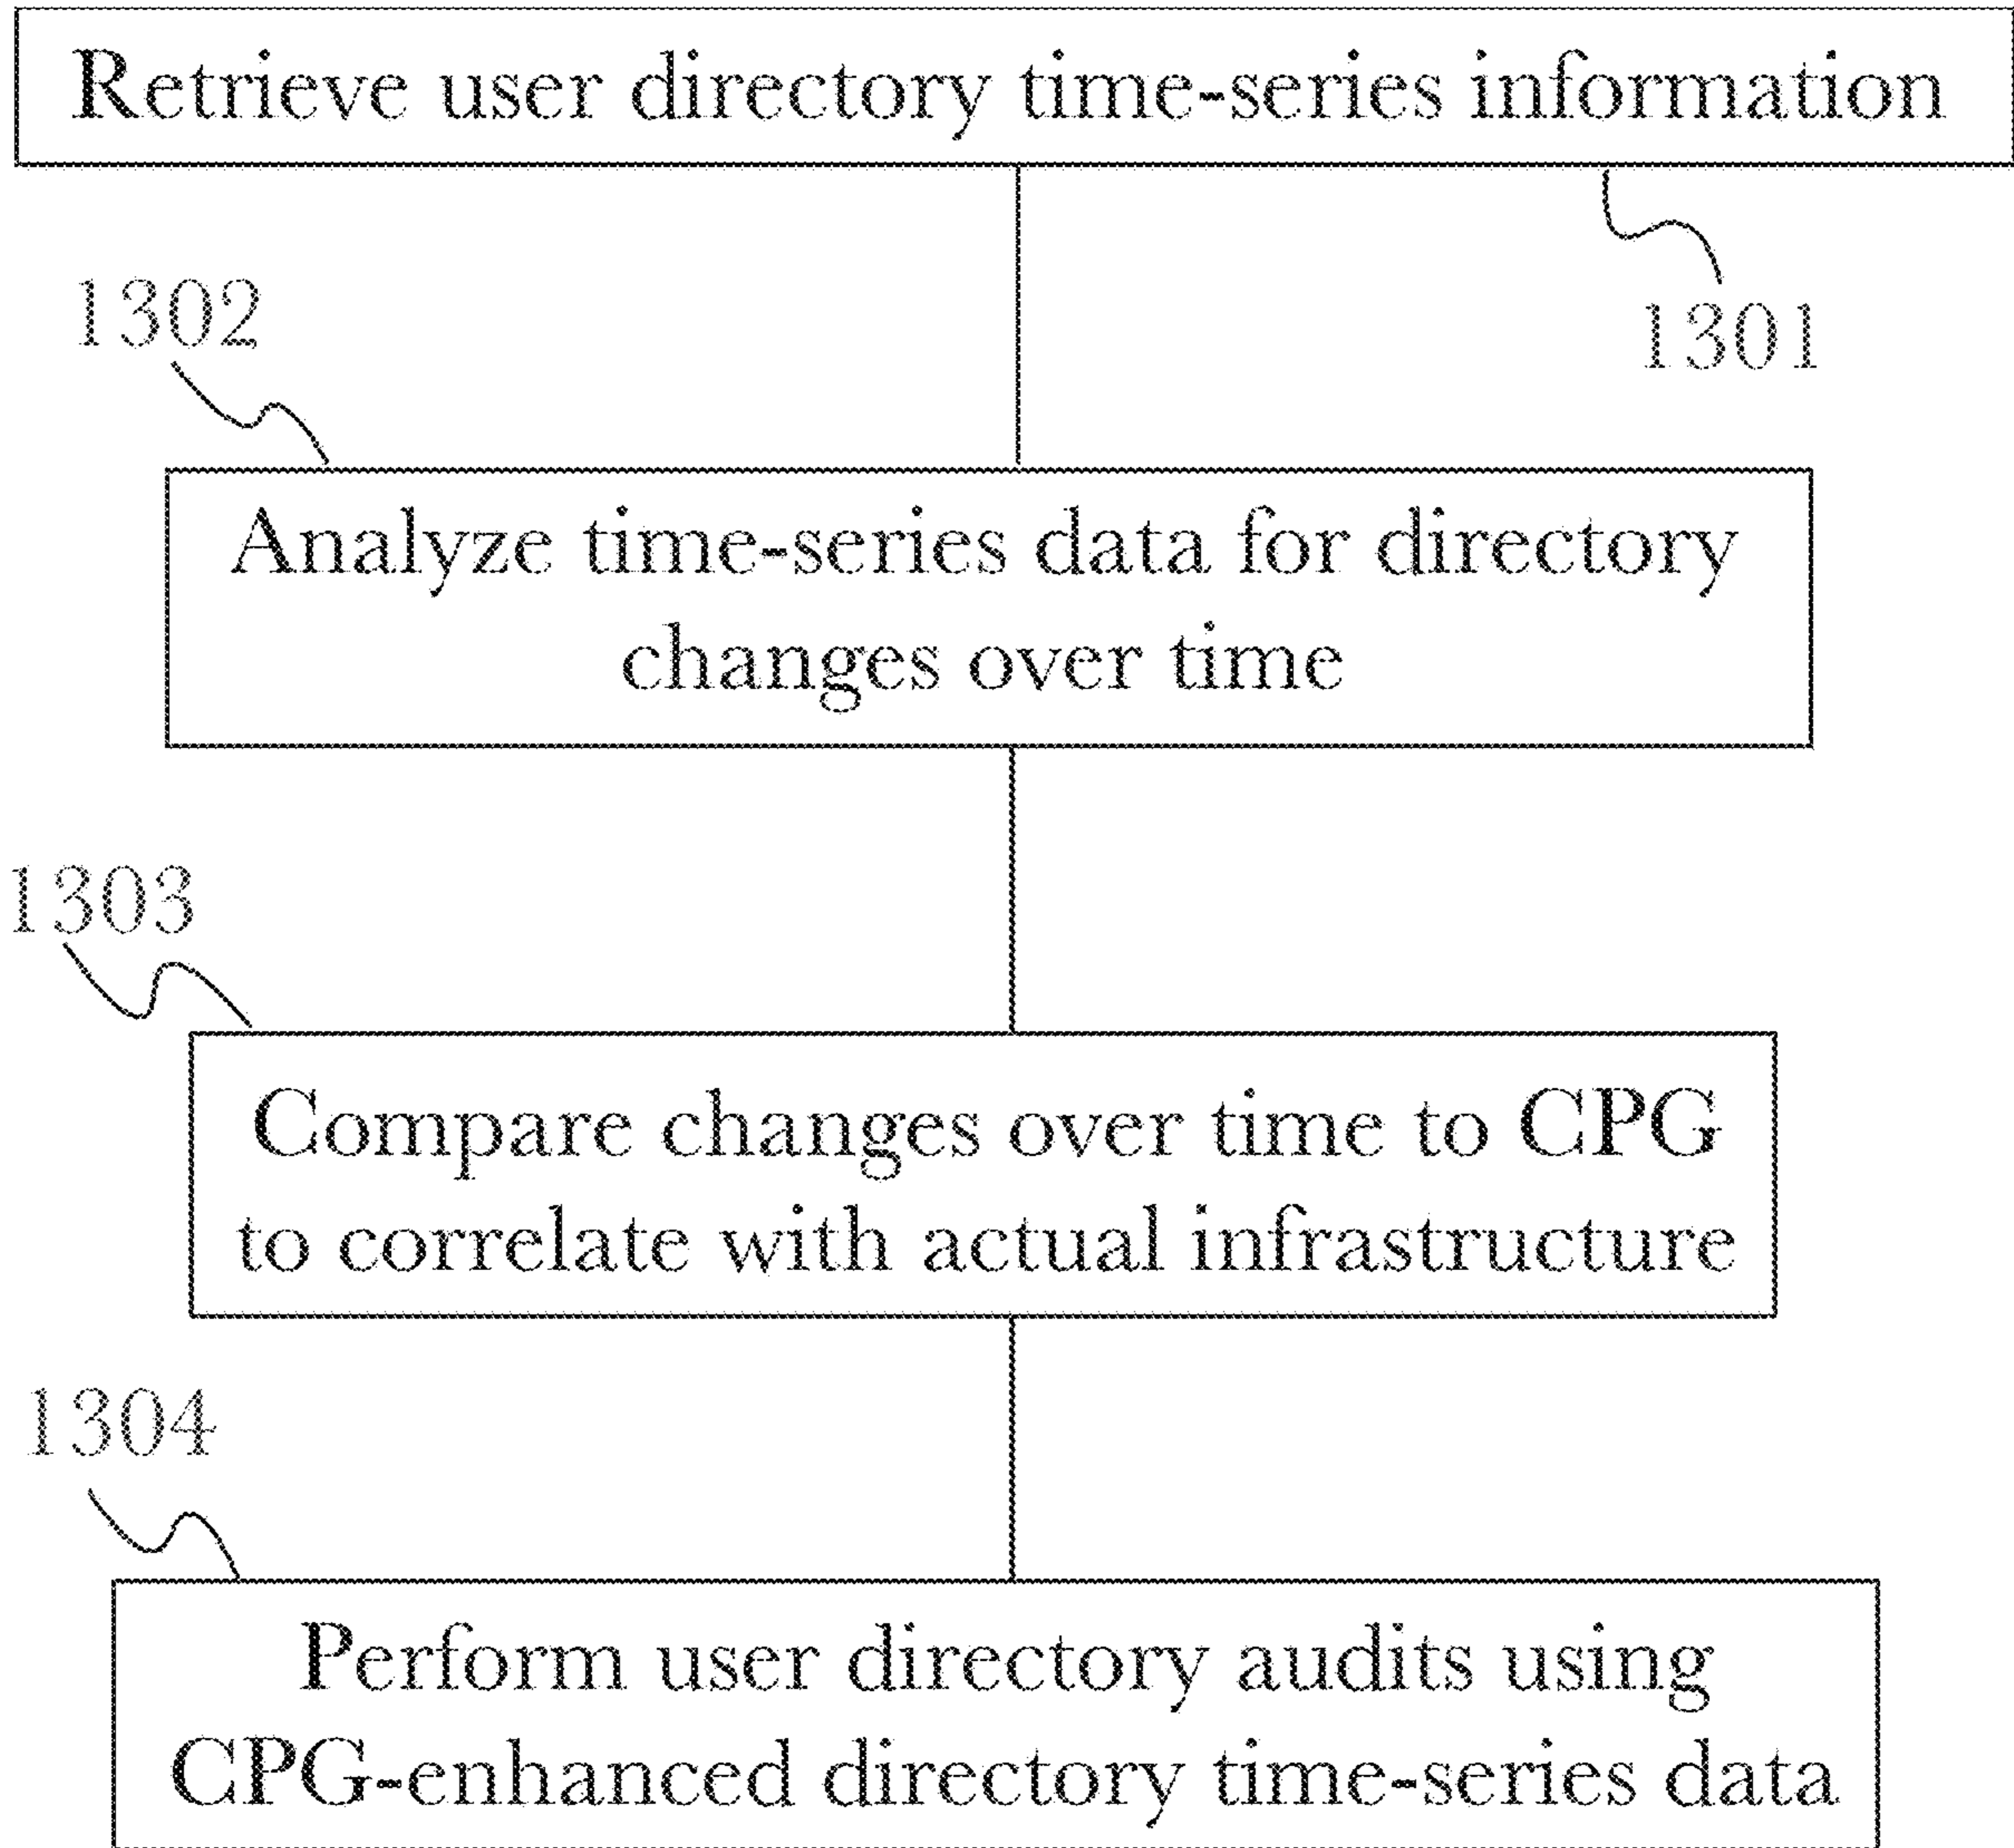 Retrieve user directory time-series information
1301
1302
Analyze time-series data for directory
changes over time
1303
Compare changes over time to CPG
to correlate with actual infrastructure
1304
Perform user directory audits using
CPG-enhanced directory time-series data